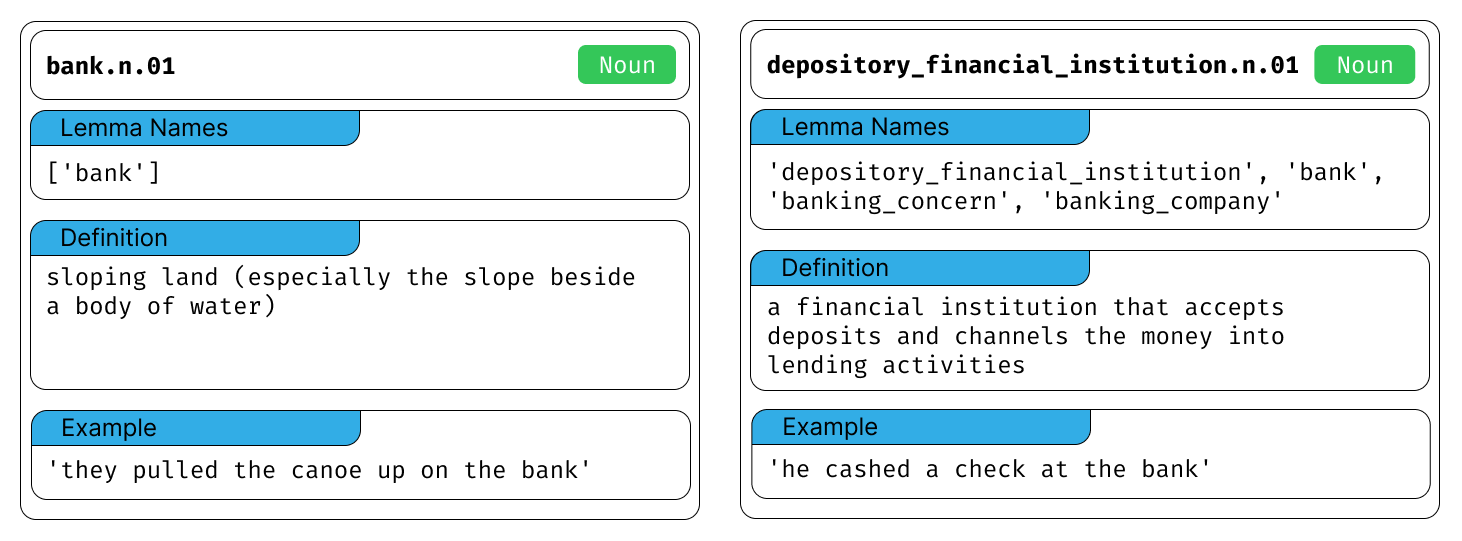 bank.n.01 Noun
Lemma Names
['bank']
Definition
sloping land (especially the slope beside
a body of water)
Example
'they pulled the canoe up on the bank'
depository_financial_institution.n.01 Noun
Lemma Names
'depository_financial_institution', 'bank',
'banking_concern', 'banking_company'
Definition
a financial institution that accepts
deposits and channels the money into
lending activities
Example
'he cashed a check at the bank'